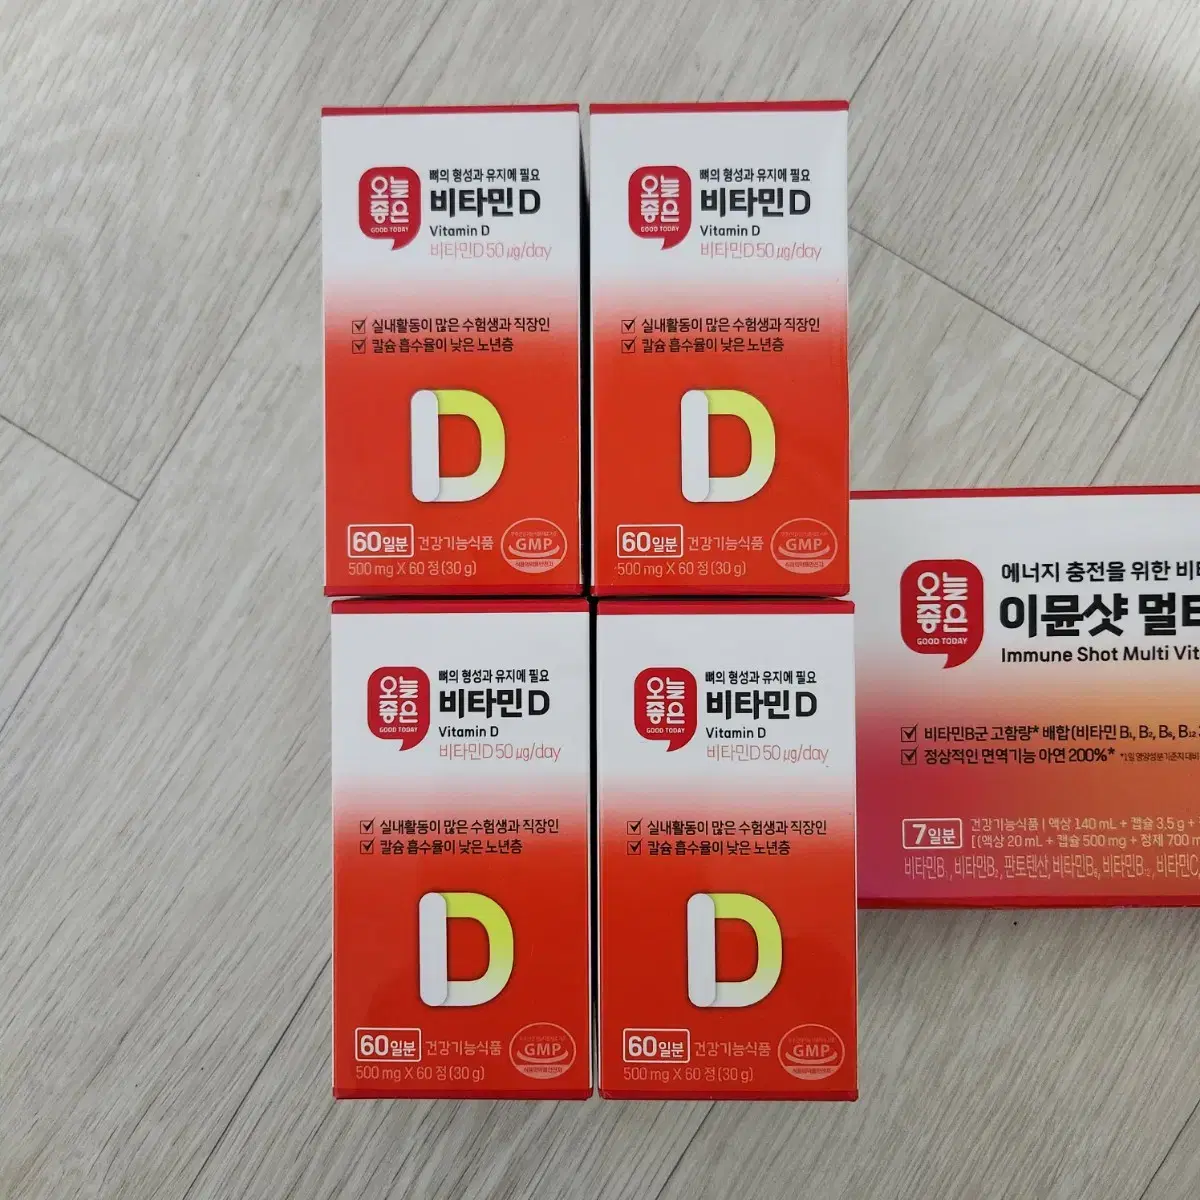 오늘
좋은
GOOD TODAY
뼈의 형성과 유지에 필요
비타민D
Vitamin D
비타민D 50 ㎍/day
실내활동이 많은 수험생과 직장인
칼슘 흡수율이 낮은 노년층
D
60일분 건강기능식품
500 mg X 60 정 (30 g)
GMP
오늘
좋은
GOOD TODAY
뼈의 형성과 유지에 필요
비타민D
Vitamin D
비타민D 50 ㎍/day
실내활동이 많은 수험생과 직장인
칼슘 흡수율이 낮은 노년층
D
60일분 건강기능식품
500 mg X 60 정 (30 g)
GMP
오늘
좋은
GOOD TODAY
뼈의 형성과 유지에 필요
비타민D
Vitamin D
비타민D 50 ㎍/day
실내활동이 많은 수험생과 직장인
칼슘 흡수율이 낮은 노년층
D
60일분 건강기능식품
500 mg X 60 정 (30 g)
GMP
오늘
좋은
GOOD TODAY
뼈의 형성과 유지에 필요
비타민D
Vitamin D
비타민D 50 ㎍/day
실내활동이 많은 수험생과 직장인
칼슘 흡수율이 낮은 노년층
D
60일분 건강기능식품
500 mg X 60 정 (30 g)
GMP
오늘
좋은
GOOD TODAY
에너지 충전을 위한
이뮨샷
Immune Shot Multi
비타민B군 고함량* 배합(비타민 B₁, B₂, B₆, B₁₂
정상적인 면역기능 아연 200%* *1일 영양성분 기준치 대비
7일분 건강기능식품 | 액상 140 mL + 캡슐 3.5 g +
[(액상 20 mL + 캡슐 500 mg + 정제 700
비타민B₁, 비타민B₂, 판토텐산, 비타민B₆, 비타민B₁₂, 비타민C,